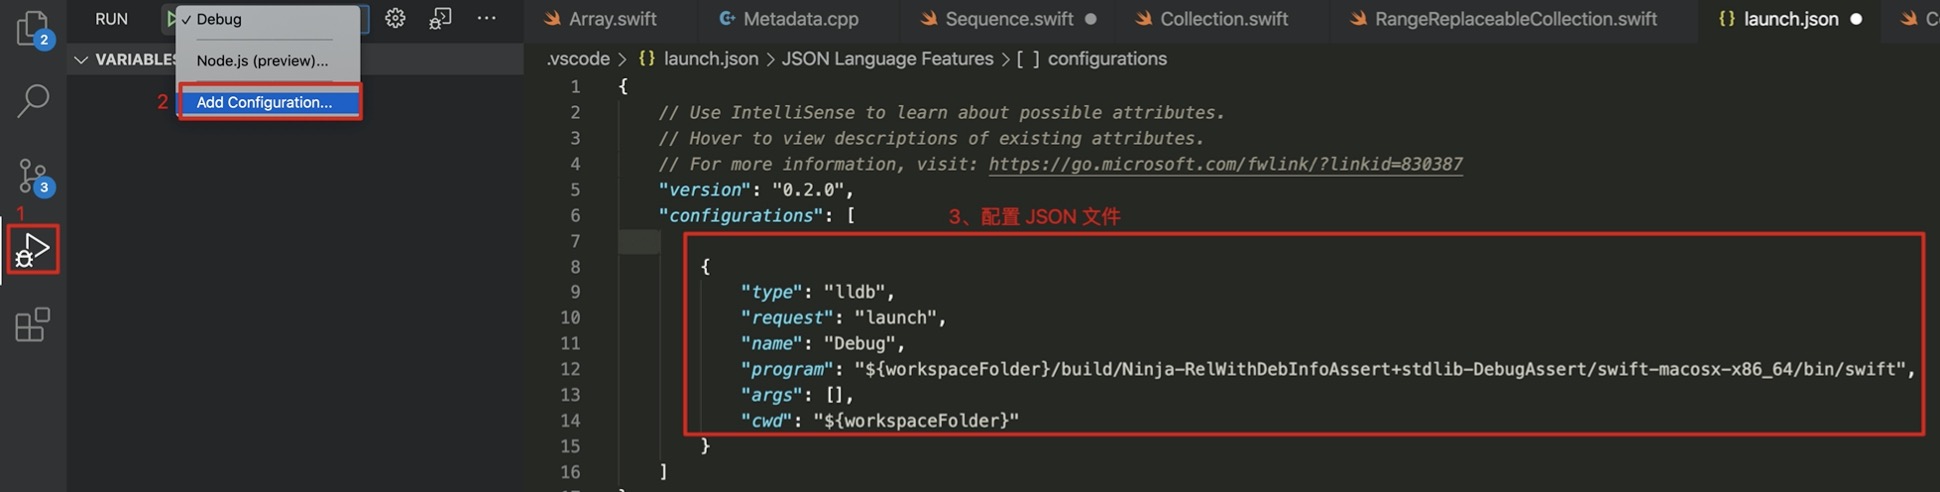 RUN
Debug
Node.js (preview)...
2 Add Configuration...
VARIABLES
2
3
1
Array.swift
Metadata.cpp
Sequence.swift
Collection.swift
RangeReplaceableCollection.swift
{} launch.json
C
.vscode > {} launch.json > JSON Language Features > [ ] configurations
1 {
2 // Use IntelliSense to learn about possible attributes.
3 // Hover to view descriptions of existing attributes.
4 // For more information, visit: https://go.microsoft.com/fwlink/?linkid=830387
5 "version": "0.2.0",
6 "configurations": [
3、配置 JSON 文件
7
8 {
9 "type": "lldb",
10 "request": "launch",
11 "name": "Debug",
12 "program": "${workspaceFolder}/build/Ninja-RelWithDebInfoAssert+stdlib-DebugAssert/swift-macosx-x86_64/bin/swift",
13 "args": [],
14 "cwd": "${workspaceFolder}"
15 }
16 ]